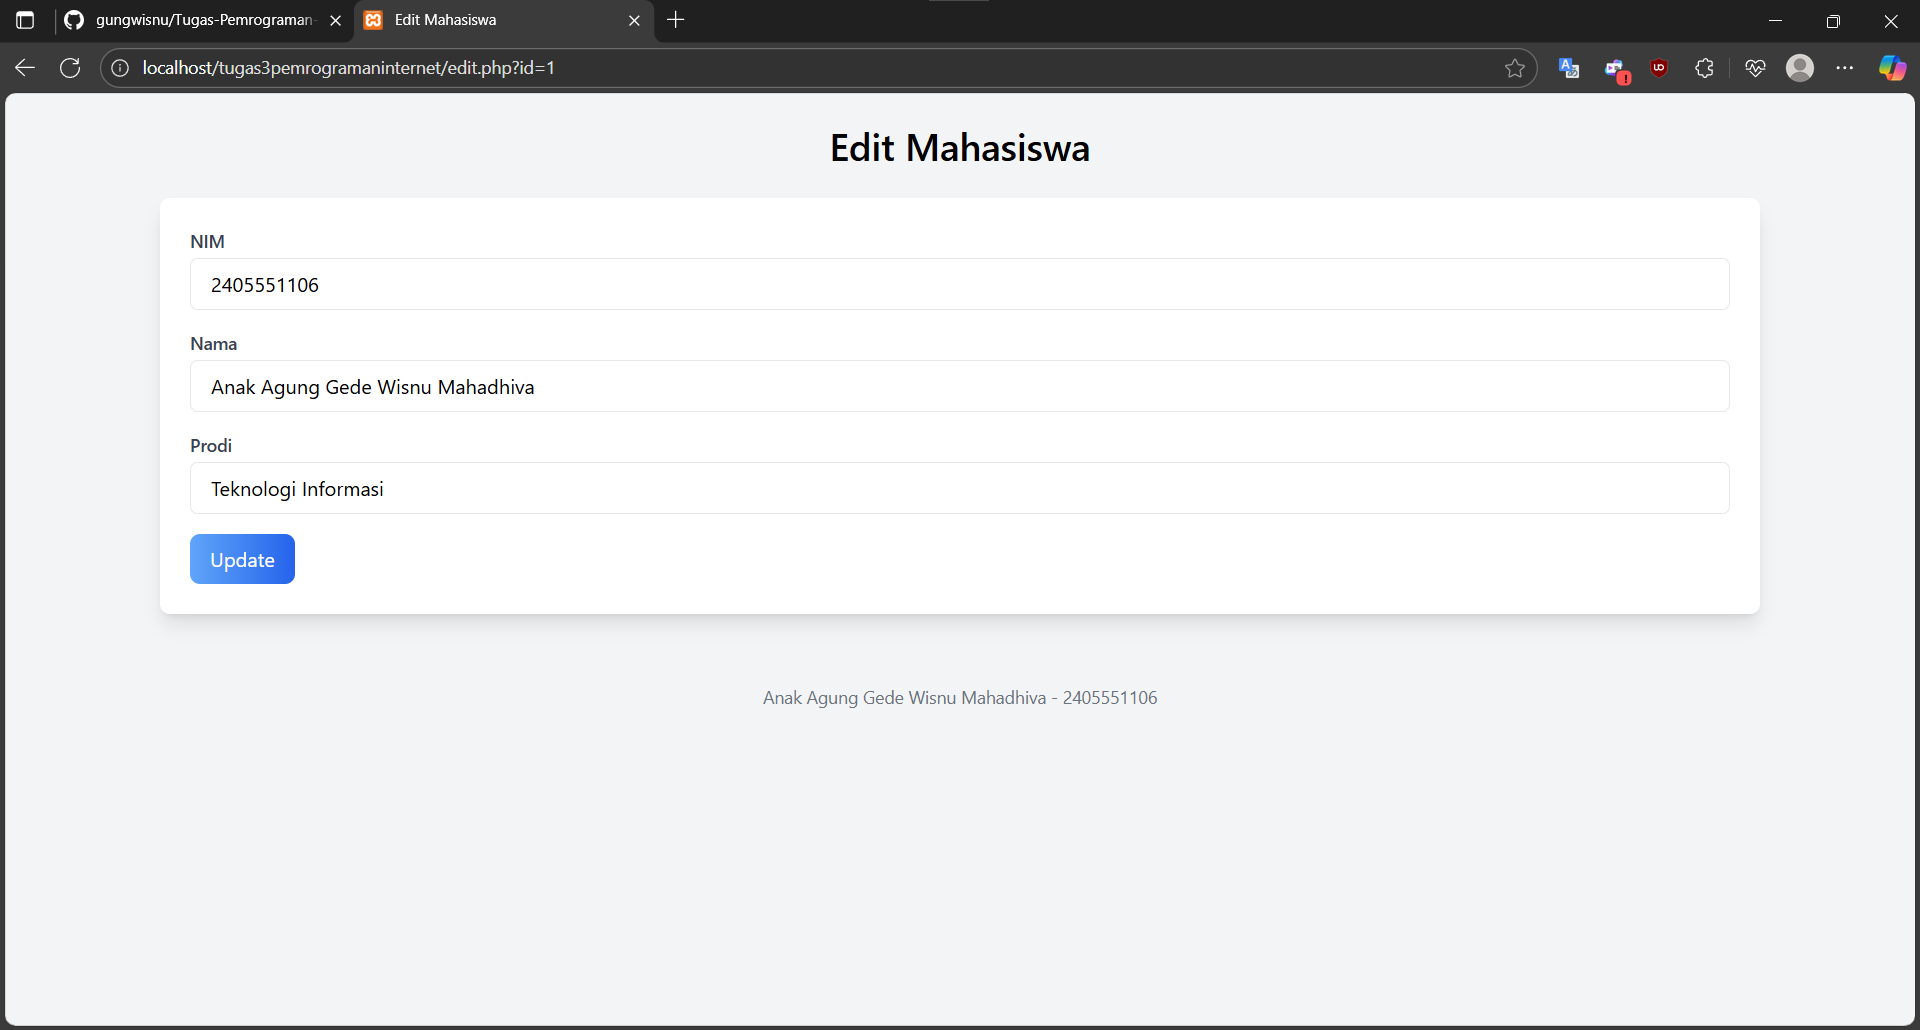 gungwisnu/Tugas-Pemrograman-
Edit Mahasiswa
localhost/tugas3pemrogramaninternet/edit.php?id=1
Edit Mahasiswa
NIM
2405551106
Nama
Anak Agung Gede Wisnu Mahadhiva
Prodi
Teknologi Informasi
Update
Anak Agung Gede Wisnu Mahadhiva - 2405551106